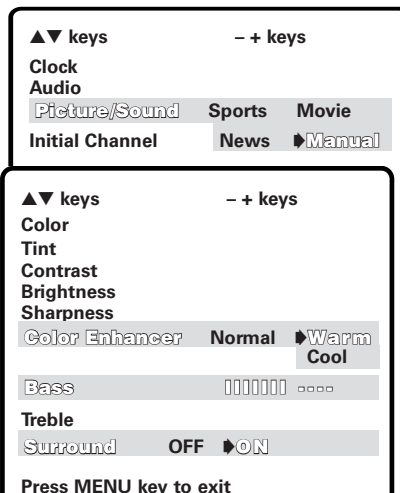 ▲▼ keys – + keys
Clock
Audio
Picture/Sound Sports Movie
Initial Channel News Manual
▲▼ keys – + keys
Color
Tint
Contrast
Brightness
Sharpness
Color Enhancer Normal Warm
Cool
Bass
Treble
Surround OFF ON
Press MENU key to exit